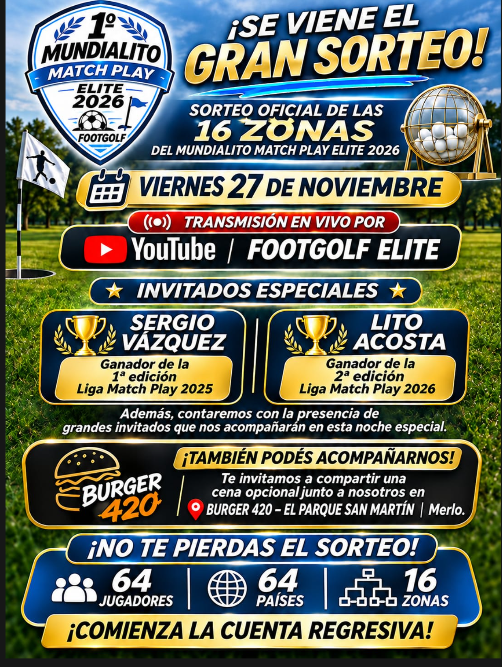 1º
MUNDIALITO
MATCH PLAY
ELITE
2026
FOOTGOLF
¡SE VIENE EL
GRAN SORTEO!
SORTEO OFICIAL DE LAS
16 ZONAS
DEL MUNDIALITO MATCH PLAY ELITE 2026
VIERNES 27 DE NOVIEMBRE
TRANSMISIÓN EN VIVO POR
YouTube | FOOTGOLF ELITE
INVITADOS ESPECIALES
SERGIO
VÁZQUEZ
Ganador de la
1ª edición
Liga Match Play 2025
LITO
ACOSTA
Ganador de la
2ª edición
Liga Match Play 2026
Además, contaremos con la presencia de
grandes invitados que nos acompañarán en esta noche especial.
BURGER
420
¡TAMBIÉN PODÉS ACOMPAÑARNOS!
Te invitamos a compartir una
cena opcional junto a nosotros en
BURGER 420 – EL PARQUE SAN MARTÍN | Merlo.
¡NO TE PIERDAS EL SORTEO!
64
JUGADORES
64
PAÍSES
16
ZONAS
¡COMIENZA LA CUENTA REGRESIVA!